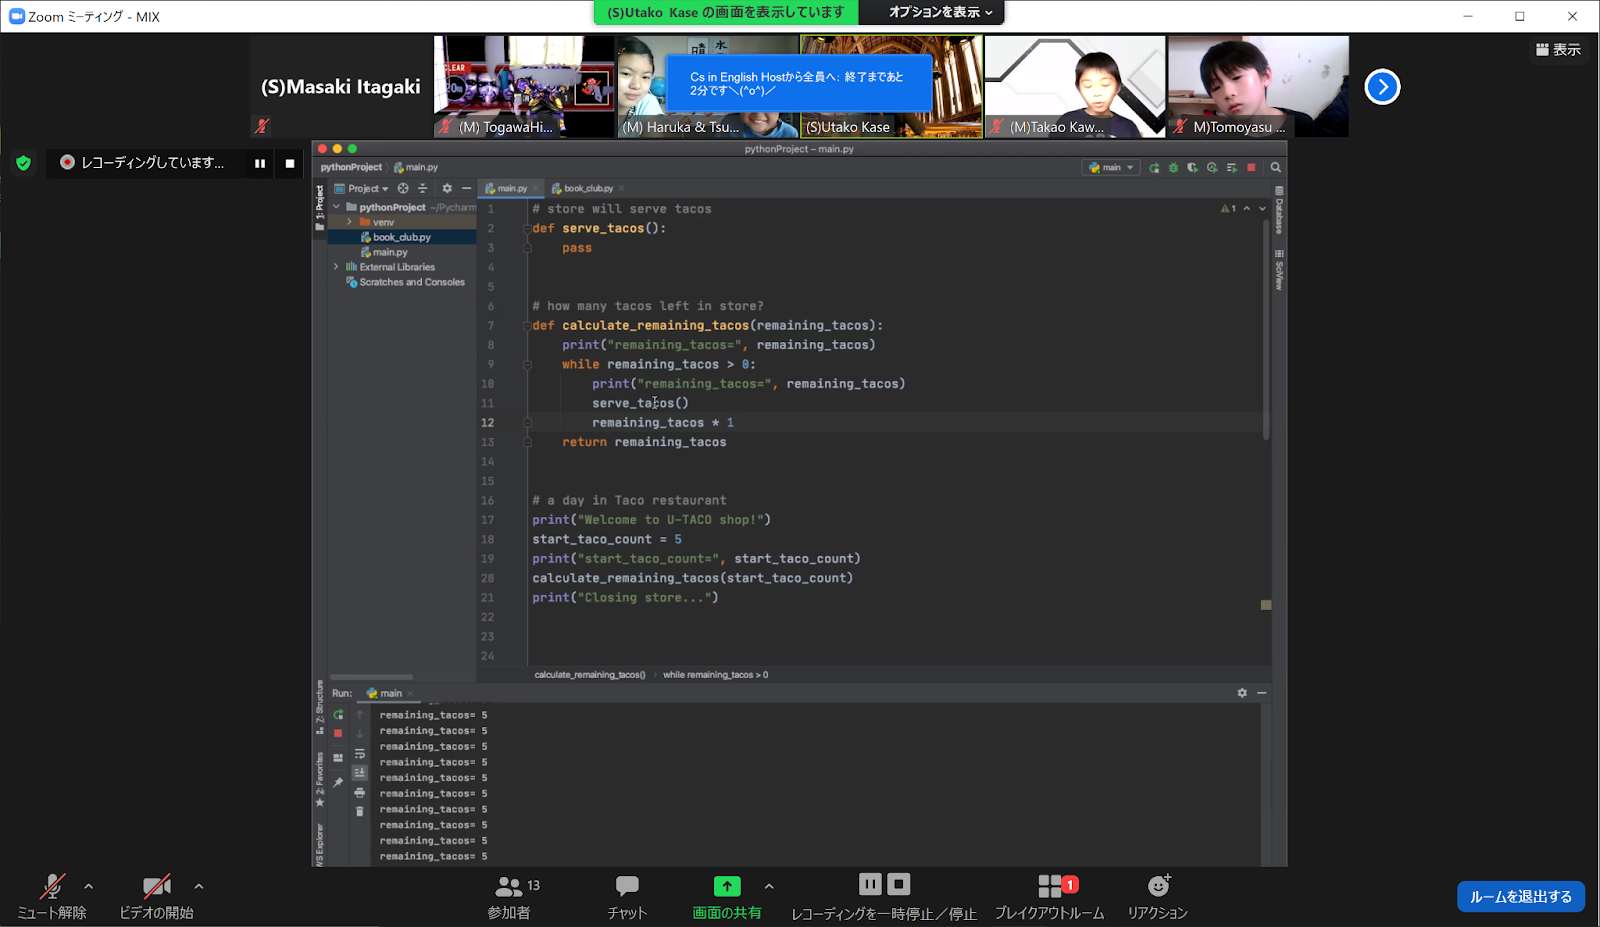 Zoom ミーティング - MIX
(S)Utako Kase の画面を表示しています
オプションを表示
表示
(S)Masaki Itagaki
CLEAR
20m
晴
水
Cs in English Hostから全員へ: 終了まであと
2分です＼(^o^)／
(M) TogawaHi...
(M) Haruka & Tsu...
(S)Utako Kase
(M)Takao Kaw...
M)Tomoyasu ...
レコーディングしています...
pythonProject – main.py
pythonProject
main.py
main
Project
main.py
book_club.py
pythonProject ~/Pycharm
venv
book_club.py
main.py
External Libraries
Scratches and Consoles
1: Project
Database
SciView
1
1 # store will serve tacos
2 def serve_tacos():
3 pass
4
5
6 # how many tacos left in store?
7 def calculate_remaining_tacos(remaining_tacos):
8 print("remaining_tacos=", remaining_tacos)
9 while remaining_tacos > 0:
10 print("remaining_tacos=", remaining_tacos)
11 serve_tacos()
12 remaining_tacos * 1
13 return remaining_tacos
14
15
16 # a day in Taco restaurant
17 print("Welcome to U-TACO shop!")
18 start_taco_count = 5
19 print("start_taco_count=", start_taco_count)
20 calculate_remaining_tacos(start_taco_count)
21 print("Closing store...")
22
23
24
calculate_remaining_tacos() › while remaining_tacos > 0
Run: main
Z: Structure
2: Favorites
WS Explorer
remaining_tacos= 5
remaining_tacos= 5
remaining_tacos= 5
remaining_tacos= 5
remaining_tacos= 5
remaining_tacos= 5
remaining_tacos= 5
remaining_tacos= 5
remaining_tacos= 5
remaining_tacos= 5
ミュート解除
ビデオの開始
13
参加者
チャット
画面の共有
レコーディングを一時停止／停止
1
ブレイクアウトルーム
リアクション
ルームを退出する